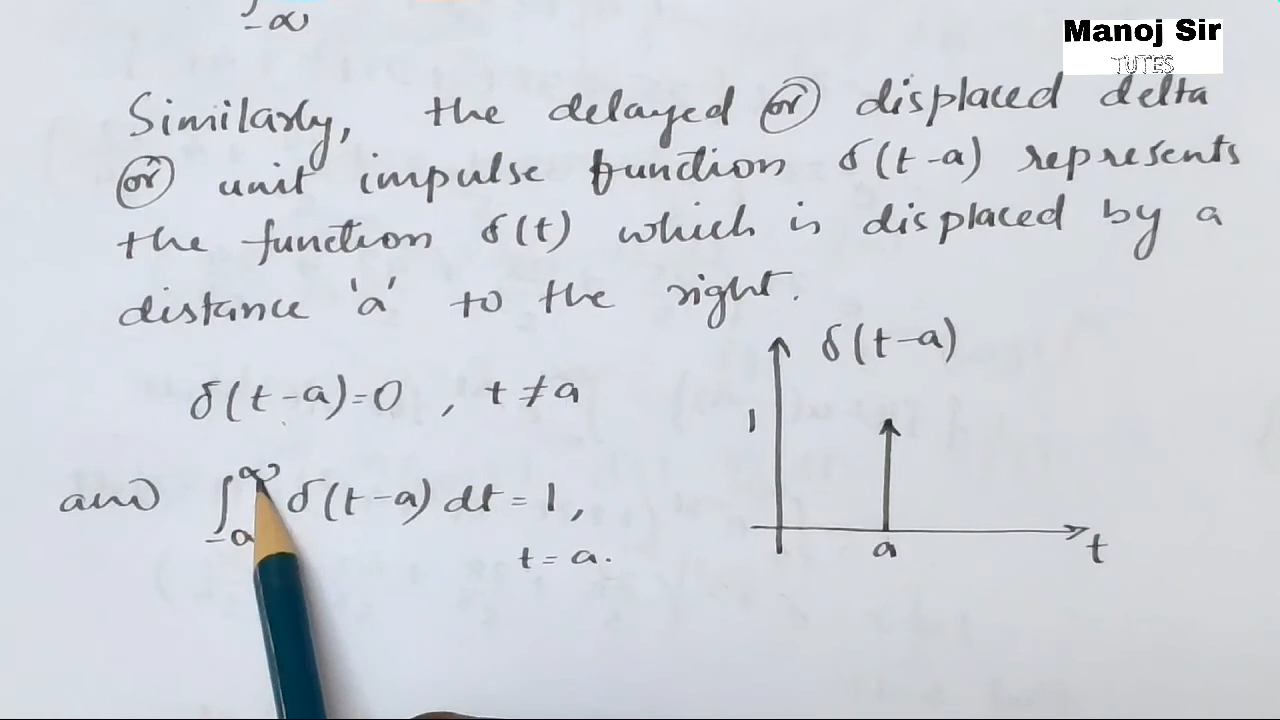 -∞
Manoj Sir
TUTES
Similarly, the delayed or displaced delta
or unit impulse function δ(t-a) represents
the function δ(t) which is displaced by a
distance 'a' to the right.
δ(t-a)
δ(t-a)=0 , t≠a
1
and ∫ ∞ δ(t-a) dt = 1,
t = a.
a
t